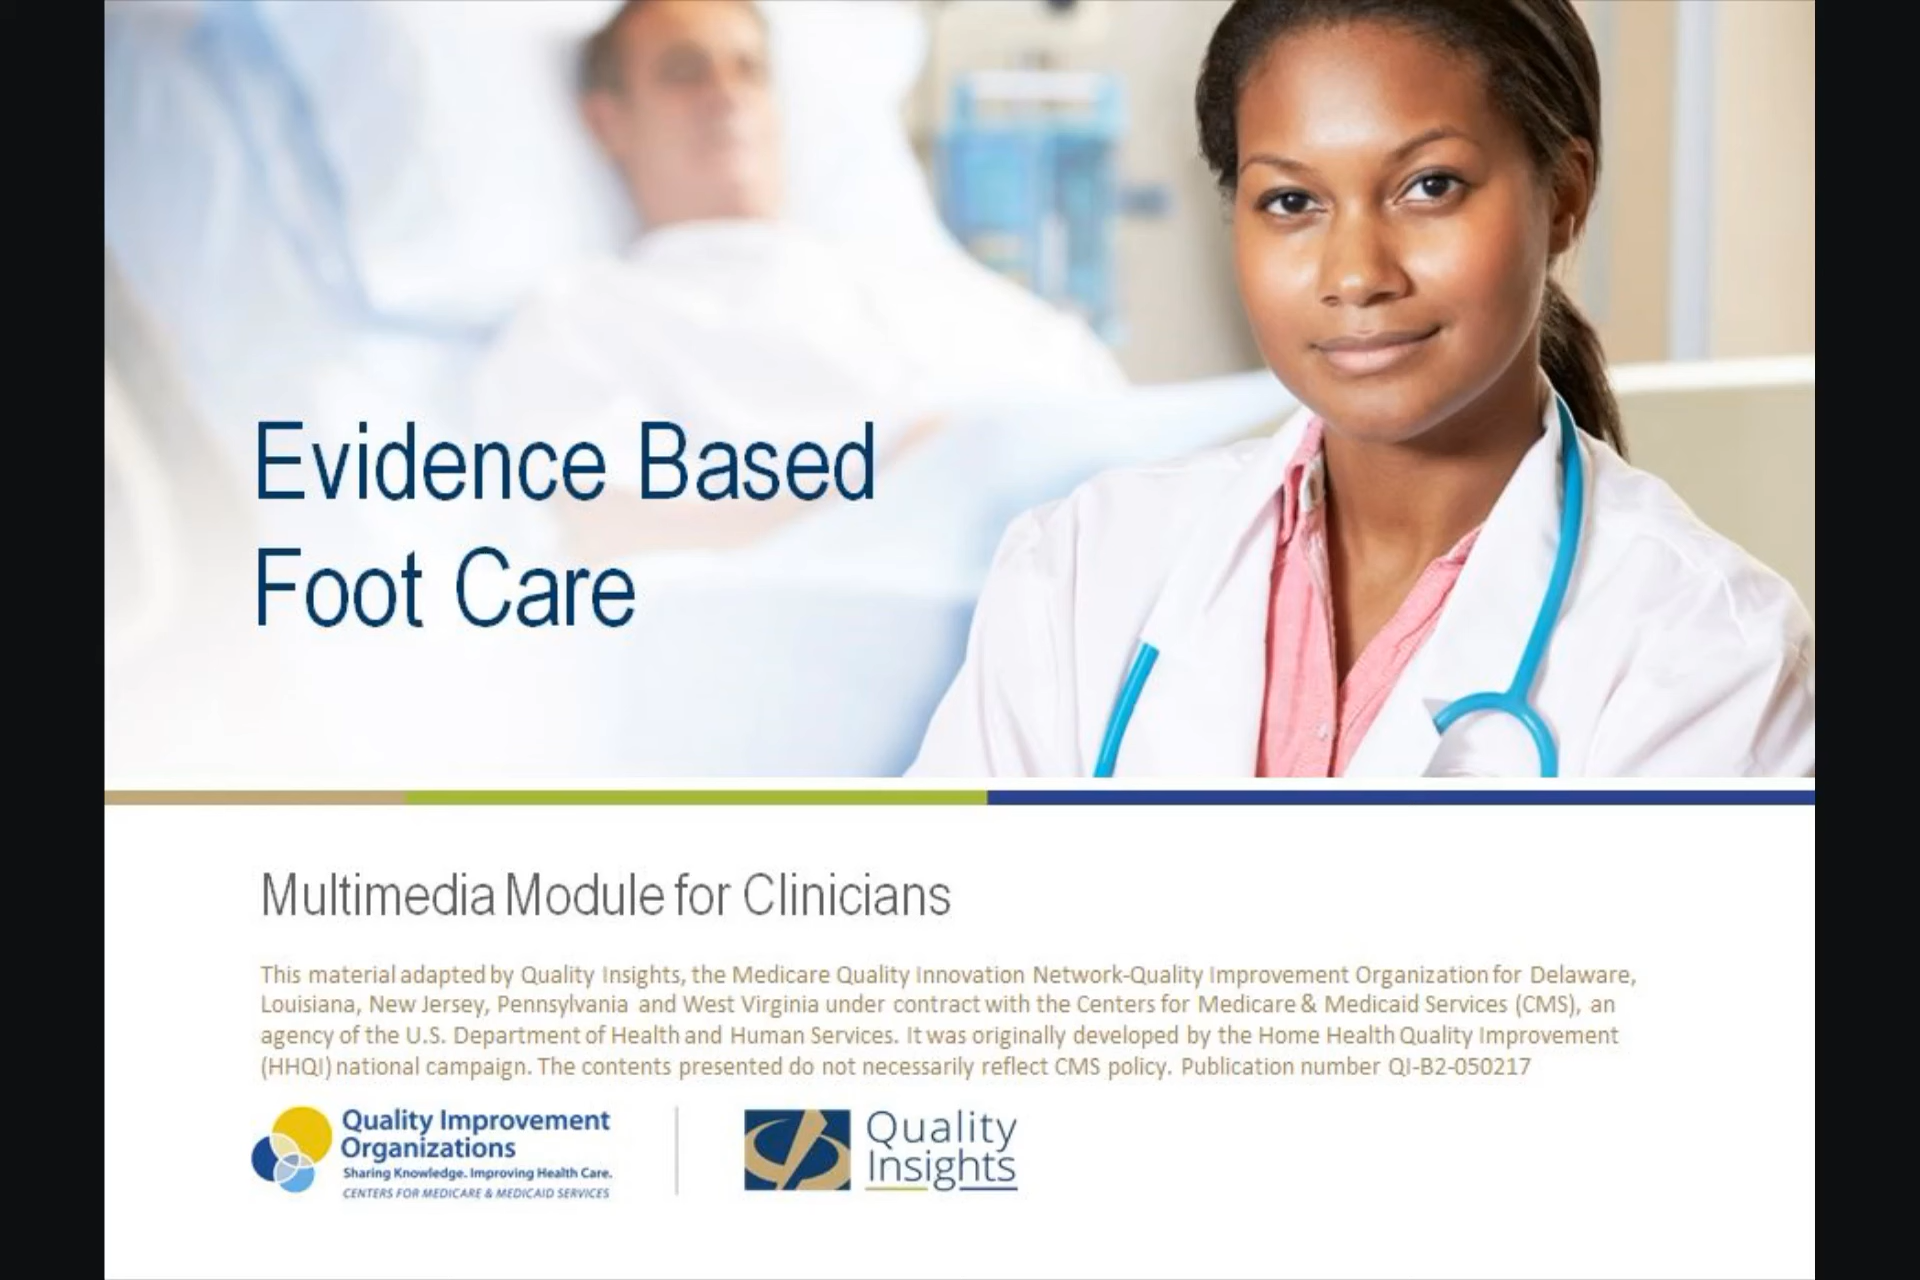 Evidence Based
Foot Care
Multimedia Module for Clinicians
This material adapted by Quality Insights, the Medicare Quality Innovation Network-Quality Improvement Organization for Delaware,
Louisiana, New Jersey, Pennsylvania and West Virginia under contract with the Centers for Medicare & Medicaid Services (CMS), an
agency of the U.S. Department of Health and Human Services. It was originally developed by the Home Health Quality Improvement
(HHQI) national campaign. The contents presented do not necessarily reflect CMS policy. Publication number QI-B2-050217
Quality Improvement
Organizations
Sharing Knowledge. Improving Health Care.
CENTERS FOR MEDICARE & MEDICAID SERVICES
Quality
Insights